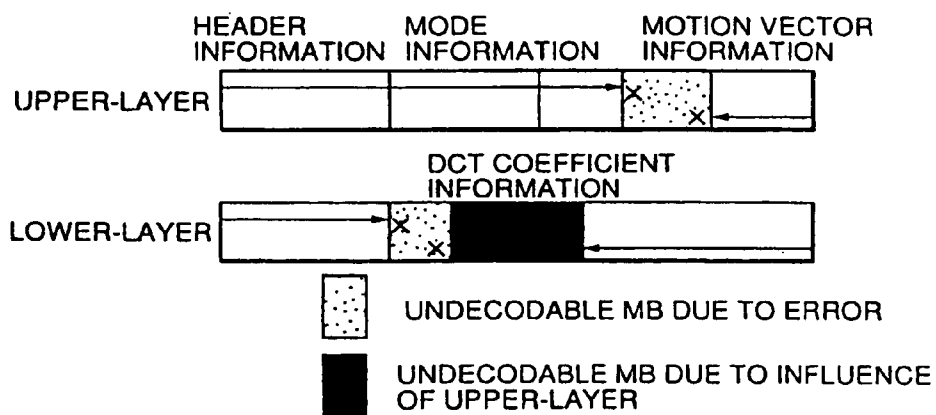 HEADER INFORMATION
MODE INFORMATION
MOTION VECTOR INFORMATION
UPPER-LAYER
DCT COEFFICIENT INFORMATION
LOWER-LAYER
UNDECODABLE MB DUE TO ERROR
UNDECODABLE MB DUE TO INFLUENCE
OF UPPER-LAYER